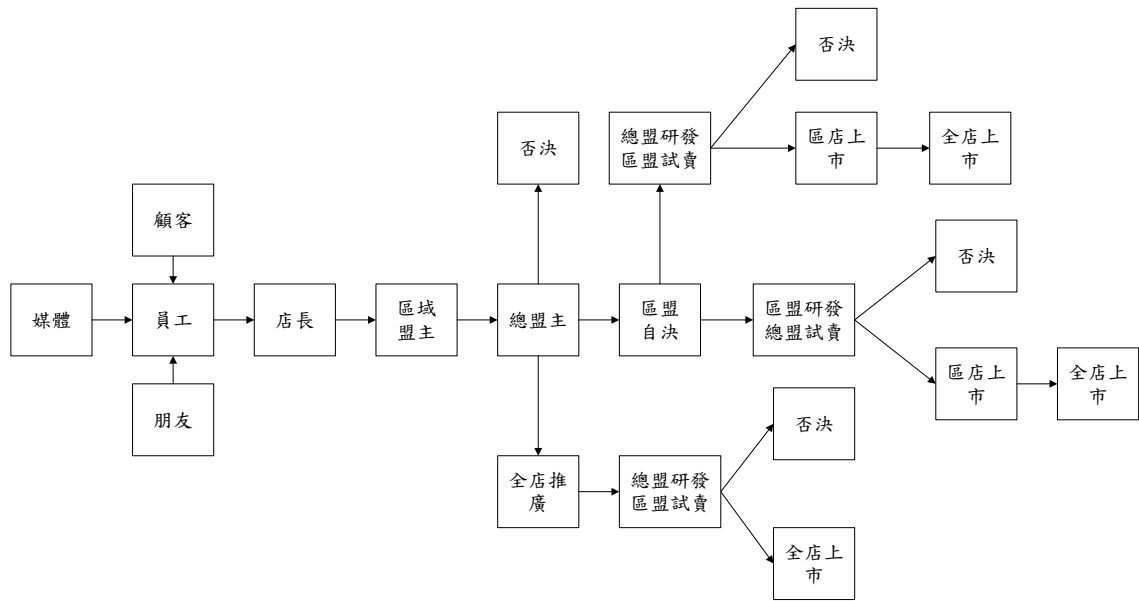 否決
否決
總盟研發
區盟試賣
區店上
市
全店上
市
顧客
媒體
員工
店長
區域
盟主
總盟主
區盟
自決
區盟研發
總盟試賣
否決
區店上
市
全店上
市
朋友
全店推
廣
總盟研發
區盟試賣
否決
全店上
市